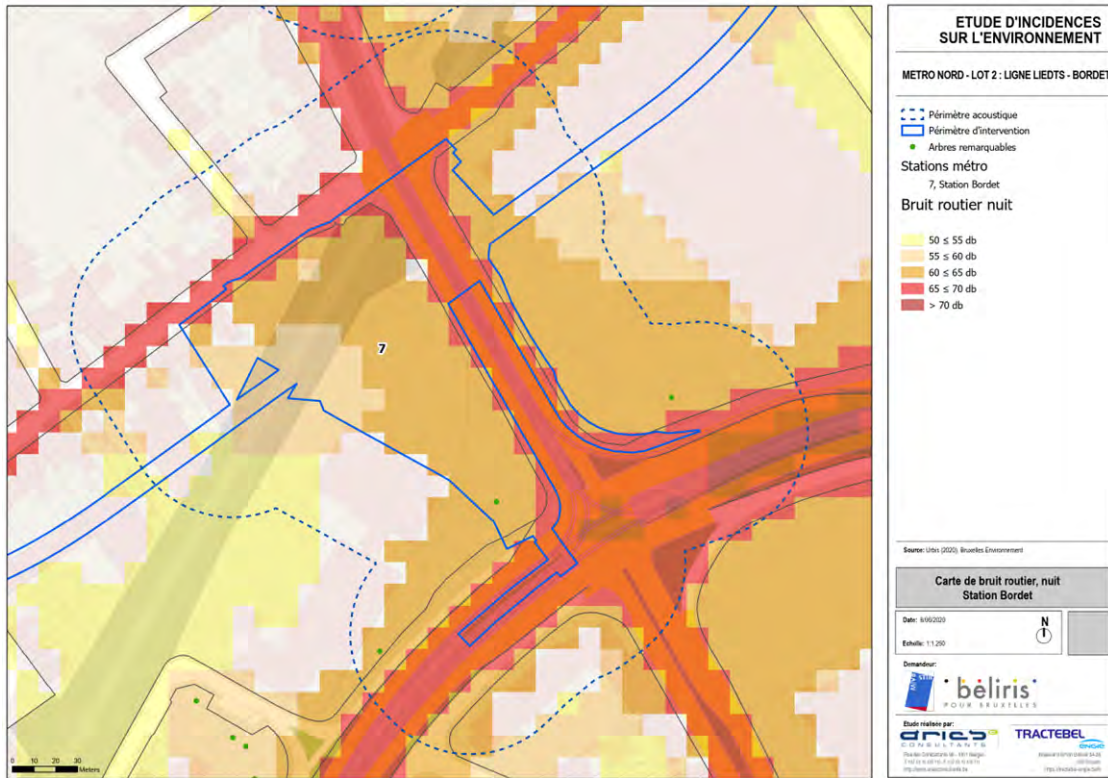 7
0 10 20 30
Meters
ETUDE D'INCIDENCES
SUR L'ENVIRONNEMENT
METRO NORD - LOT 2 : LIGNE LIEDTS - BORDET
Périmètre acoustique
Périmètre d'intervention
Arbres remarquables
Stations métro
7, Station Bordet
Bruit routier nuit
50 ≤ 55 db
55 ≤ 60 db
60 ≤ 65 db
65 ≤ 70 db
> 70 db
Source: Urbis (2020), Bruxelles Environnement
Carte de bruit routier, nuit
Station Bordet
Date: 8/06/2020
N
Echelle: 1:1.250
Demandeur:
beliris
POUR BRUXELLES
Etude réalisée par:
aries
CONSULTANTS
TRACTEBEL
ENGIE